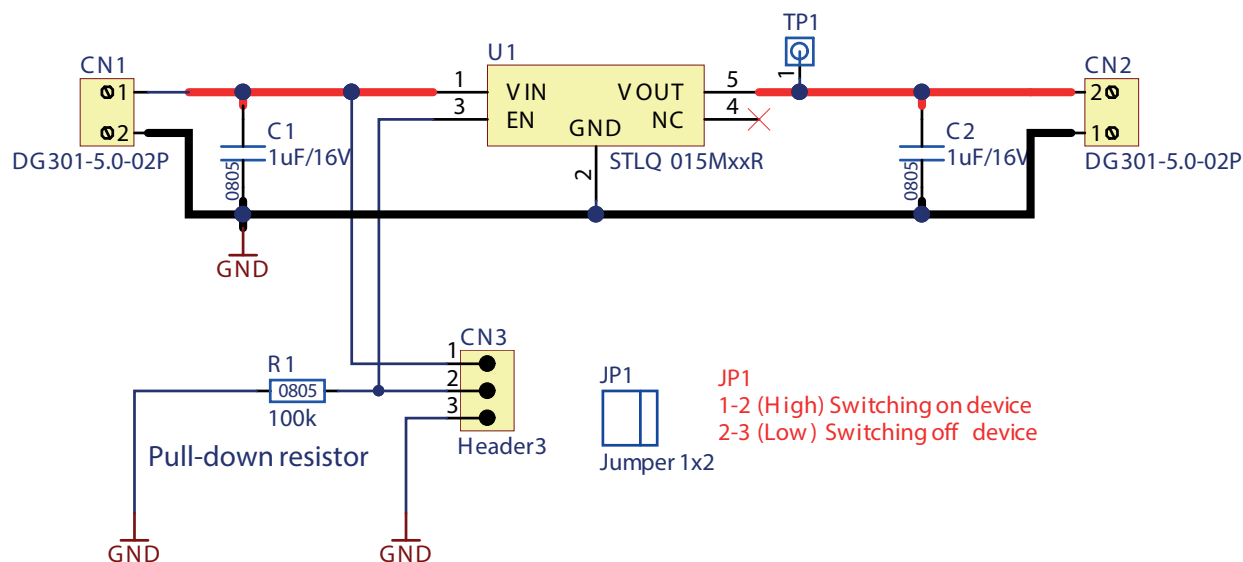 TP1
1
CN1
1
2
DG301-5.0-02P
C1
1uF/16V
0805
GND
U1
1
3
VIN
EN
VOUT
NC
GND
5
4
2
STLQ 015MxxR
C2
1uF/16V
0805
CN2
2
1
DG301-5.0-02P
CN3
1
2
3
Header3
R1
0805
100k
Pull-down resistor
GND
GND
JP1
Jumper 1x2
JP1
1-2 (High) Switching on device
2-3 (Low) Switching off device